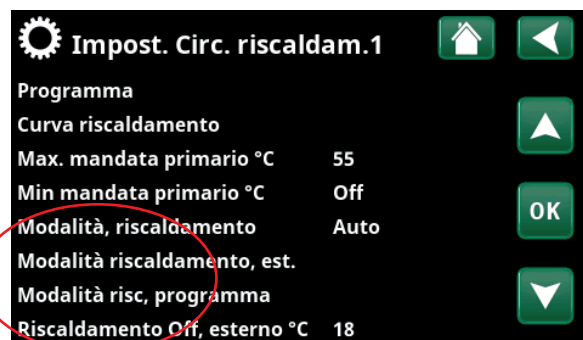 Impost. Circ. riscaldam.1
Programma
Curva riscaldamento
Max. mandata primario °C 55
Min mandata primario °C Off
Modalità, riscaldamento Auto
Modalità riscaldamento, est.
Modalità risc, programma
Riscaldamento Off, esterno °C 18
OK